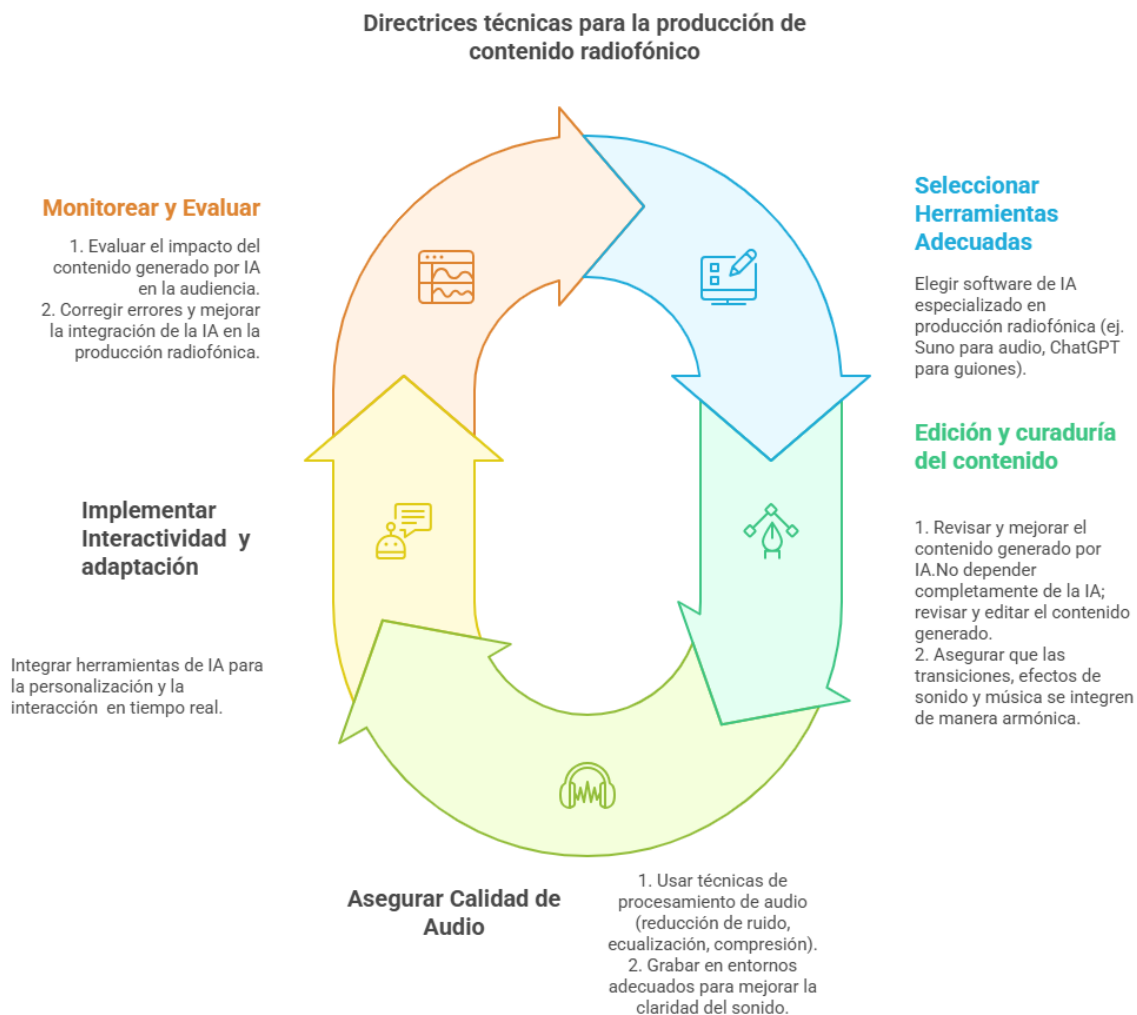 Directrices técnicas para la producción de
contenido radiofónico
Seleccionar
Herramientas
Adecuadas
Elegir software de IA
especializado en
producción radiofónica (ej.
Suno para audio, ChatGPT
para guiones).
Edición y curaduría
del contenido
1. Revisar y mejorar el
contenido generado por
IA.No depender
completamente de la IA;
revisar y editar el contenido
generado.
2. Asegurar que las
transiciones, efectos de
sonido y música se integren
de manera armónica.
Asegurar Calidad de
Audio
1. Usar técnicas de
procesamiento de audio
(reducción de ruido,
ecualización, compresión).
2. Grabar en entornos
adecuados para mejorar la
claridad del sonido.
Implementar
Interactividad y
adaptación
Integrar herramientas de IA para
la personalización y la
interacción en tiempo real.
Monitorear y Evaluar
1. Evaluar el impacto del
contenido generado por IA
en la audiencia.
2. Corregir errores y mejorar
la integración de la IA en la
producción radiofónica.